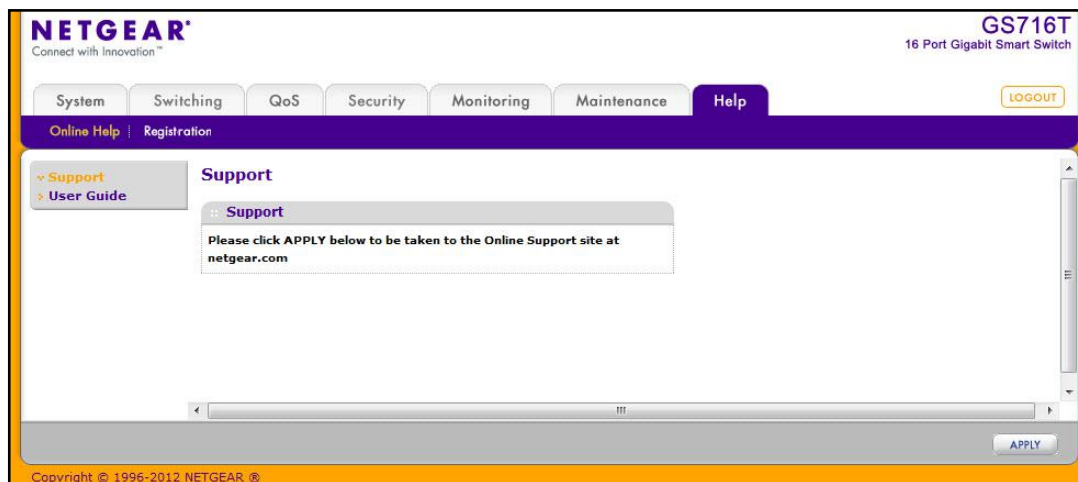 NETGEAR®
Connect with Innovation™
GS716T
16 Port Gigabit Smart Switch
System
Switching
QoS
Security
Monitoring
Maintenance
Help
LOGOUT
Online Help
Registration
Support
User Guide
Support
Support
Please click APPLY below to be taken to the Online Support site at
netgear.com
APPLY
Copyright © 1996-2012 NETGEAR ®